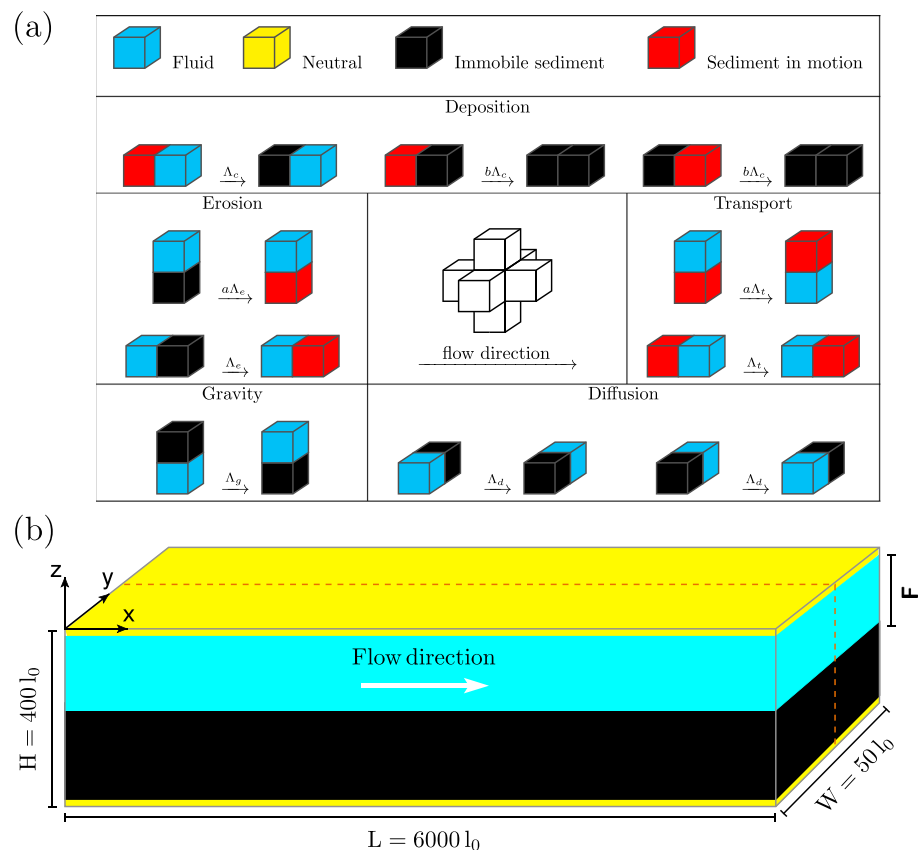 (a)
Fluid Neutral Immobile sediment Sediment in motion
Deposition
Λc bΛc bΛc
Erosion Transport
aΛe aΛt
flow direction
Λe Λt
Gravity Diffusion
Λg Λd Λd
(b)
z y x
F
Flow direction
H = 400 l₀
W = 50 l₀
L = 6000 l₀